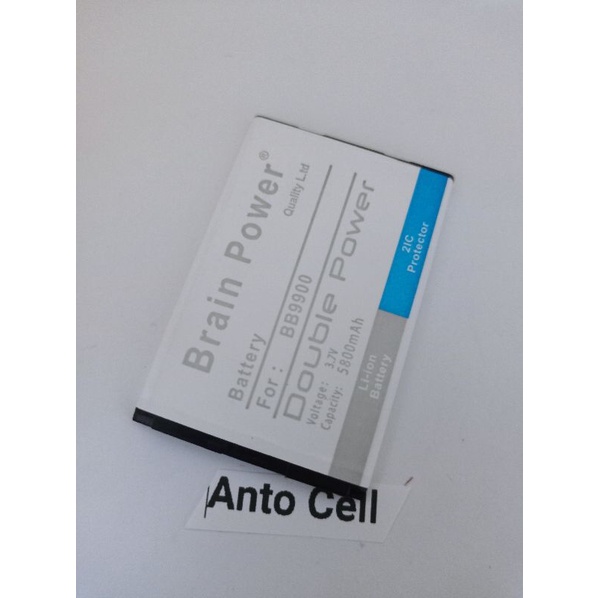 Brain Power®
Quality Ltd
Battery
For : BB9900
Double Power
Voltage: 3.7V
Capacity: 5800mAh
2IC
Protector
Li-ion
Battery
Anto Cell